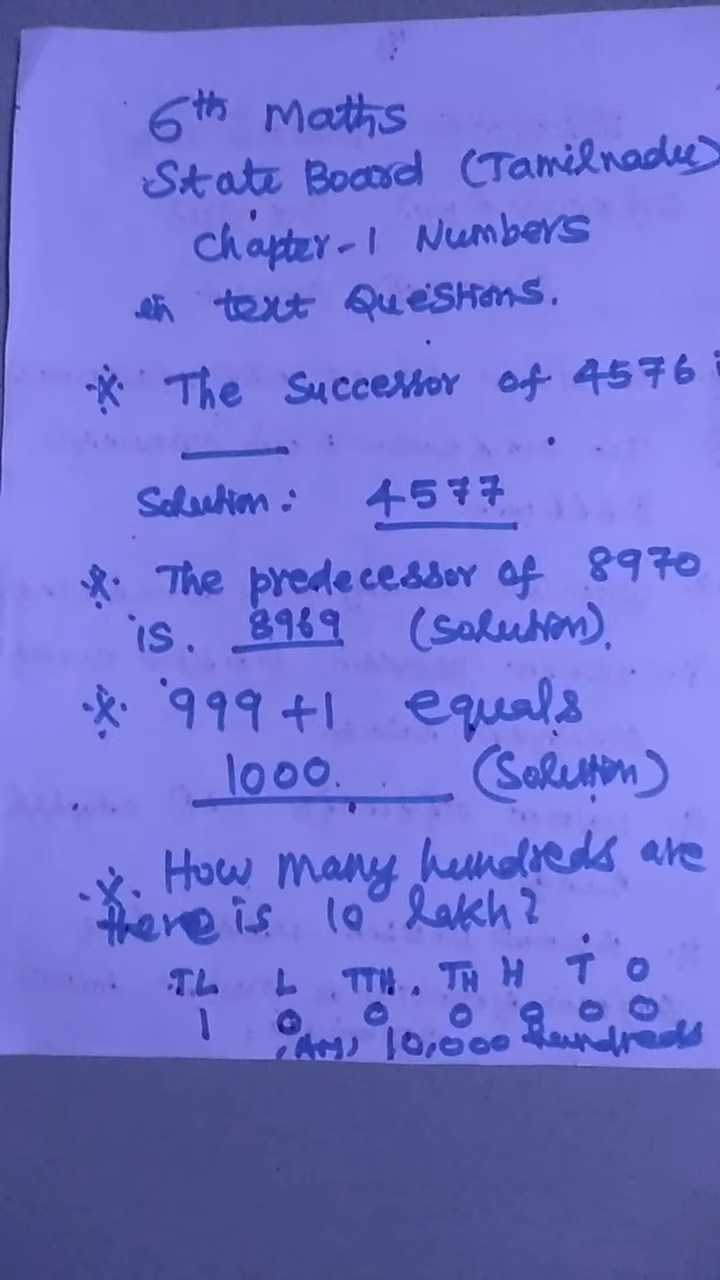 6th Maths
State Board (Tamilnadu)
Chapter-1 Numbers
in text Questions.
* The Successor of 4576 i
Solution: 4577
* The predecessor of 8970
is. 8969 (Solution).
* 999+1 equals
1000. (Solution)
* How many hundreds are
there is 10 lakh?
TL L TTH. TH H T O
1 0 0 0 0 0 0
Ans, 10,000 hundreds